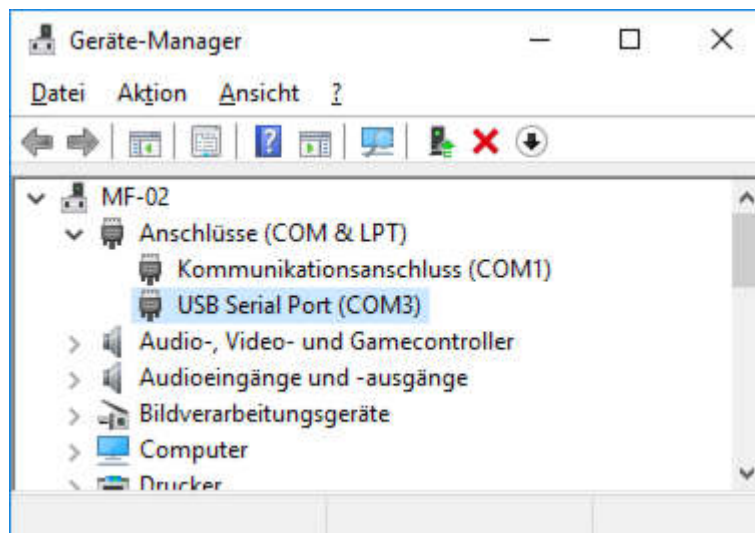 Geräte-Manager
Datei Aktion Ansicht ?
MF-02
Anschlüsse (COM & LPT)
Kommunikationsanschluss (COM1)
USB Serial Port (COM3)
Audio-, Video- und Gamecontroller
Audioeingänge und -ausgänge
Bildverarbeitungsgeräte
Computer
Drucker